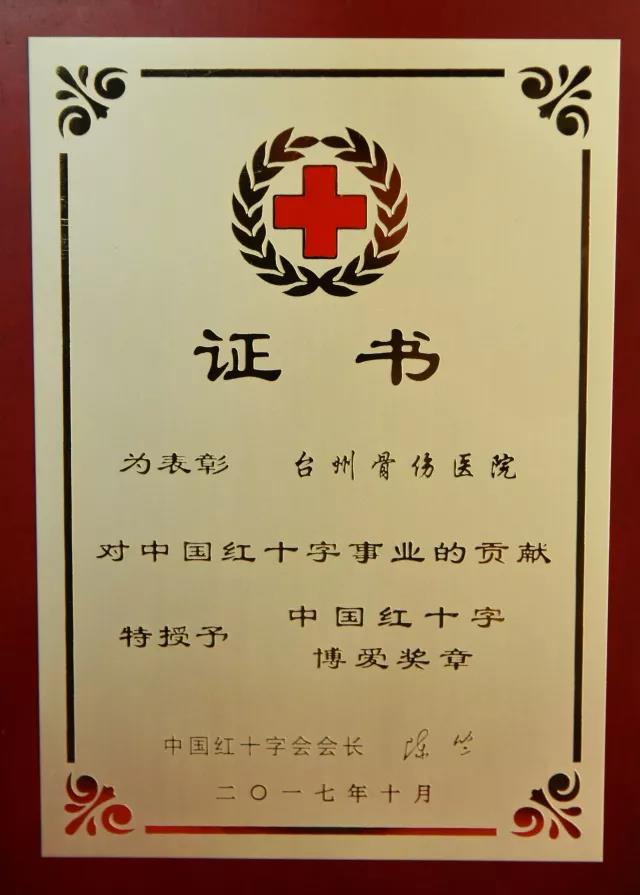 证书
为表彰 台州骨伤医院
对中国红十字事业的贡献
特授予 中国红十字
博爱奖章
中国红十字会会长 陈竺
二〇一七年十月